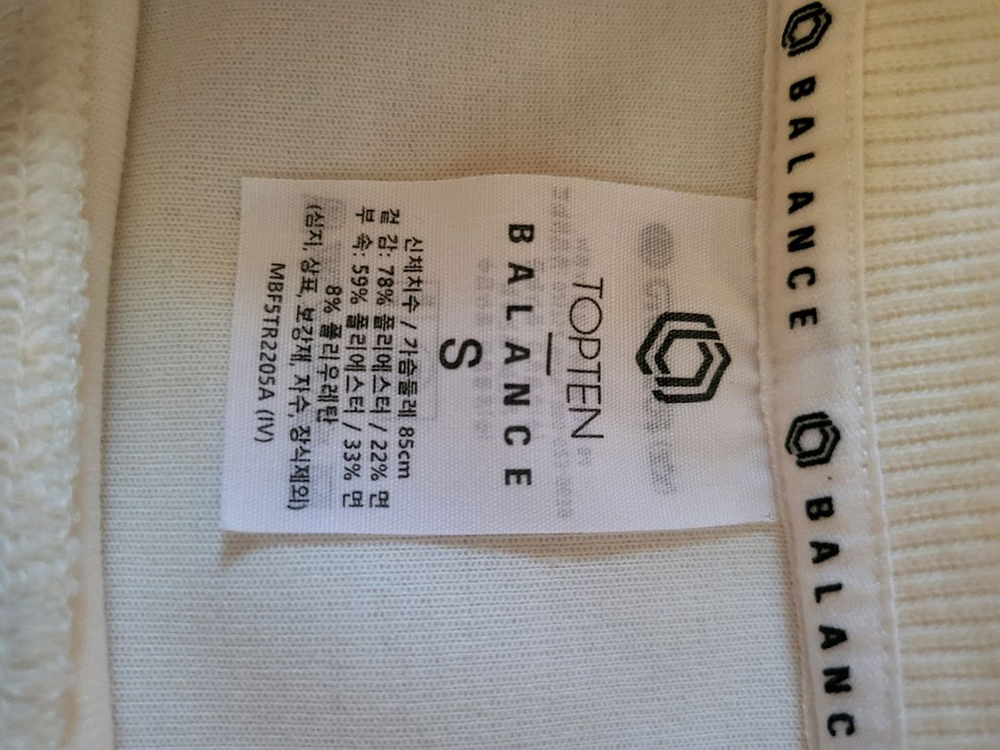 BALANCE
BALANC
TOPTEN
BALANCE
S
신체치수 / 가슴둘레 85cm
겉 감: 78% 폴리에스터 / 22% 면
부 속: 59% 폴리에스터 / 33% 면
8% 폴리우레탄
(심지, 상표, 보강재, 자수, 장식제외)
MBF5TR2205A (IV)